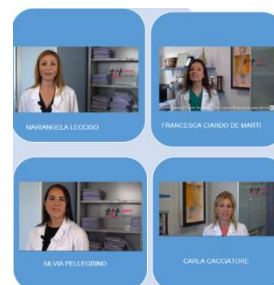 MARIANGELA LECCISO
FRANCESCA CIARDO DE MARTI
SILVIA PELLEGRINO
CARLA CACCIATORE